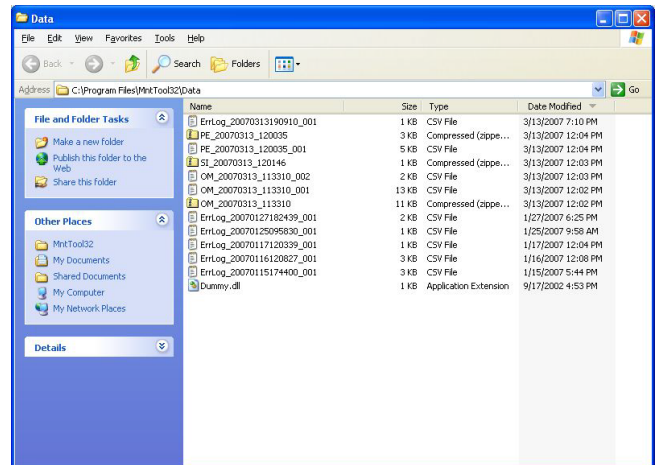 Data
File Edit View Favorites Tools Help
Back Search Folders
Address C:\Program Files\MntTool32\Data Go
Name Size Type Date Modified
File and Folder Tasks
Make a new folder
Publish this folder to the
Web
Share this folder
Other Places
MntTool32
My Documents
Shared Documents
My Computer
My Network Places
Details
ErrLog_20070313190910_001 1 KB CSV File 3/13/2007 7:10 PM
PE_20070313_120035 3 KB Compressed (zippe... 3/13/2007 12:04 PM
PE_20070313_120035_001 5 KB CSV File 3/13/2007 12:04 PM
SI_20070313_120146 1 KB Compressed (zippe... 3/13/2007 12:03 PM
OM_20070313_113310_002 2 KB CSV File 3/13/2007 12:03 PM
OM_20070313_113310_001 13 KB CSV File 3/13/2007 12:02 PM
OM_20070313_113310 11 KB Compressed (zippe... 3/13/2007 12:02 PM
ErrLog_20070127182439_001 2 KB CSV File 1/27/2007 6:25 PM
ErrLog_20070125095830_001 1 KB CSV File 1/25/2007 9:58 AM
ErrLog_20070117120339_001 1 KB CSV File 1/17/2007 12:04 PM
ErrLog_20070116120827_001 3 KB CSV File 1/16/2007 12:08 PM
ErrLog_20070115174400_001 3 KB CSV File 1/15/2007 5:44 PM
Dummy.dll 1 KB Application Extension 9/17/2002 4:53 PM